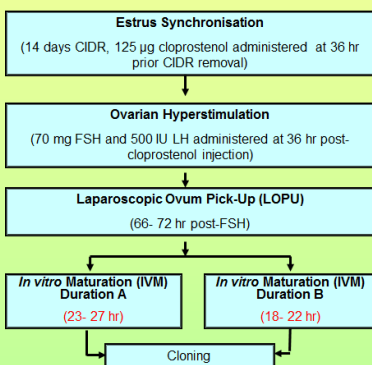 Estrus Synchronisation
(14 days CIDR, 125 µg cloprostenol administered at 36 hr
prior CIDR removal)
Ovarian Hyperstimulation
(70 mg FSH and 500 IU LH administered at 36 hr post-
cloprostenol injection)
Laparoscopic Ovum Pick-Up (LOPU)
(66- 72 hr post-FSH)
In vitro Maturation (IVM)
Duration A
(23- 27 hr)
In vitro Maturation (IVM)
Duration B
(18- 22 hr)
Cloning